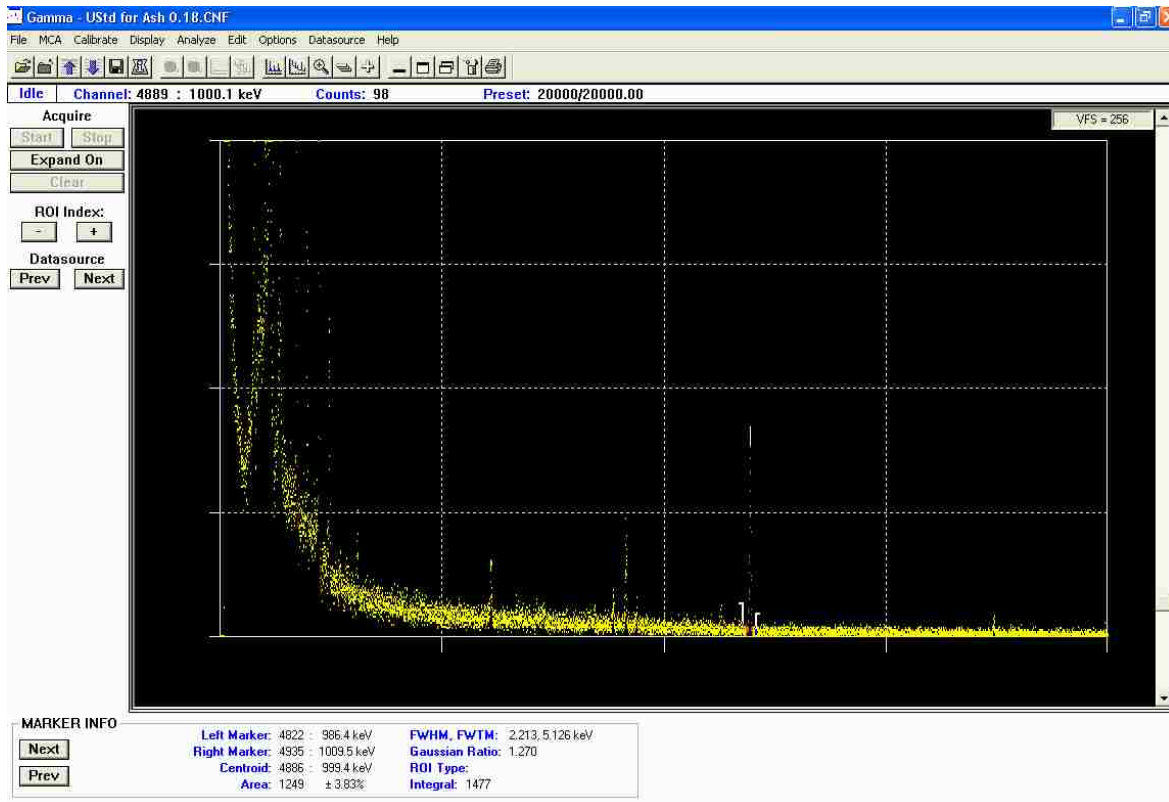 Gamma - UStd for Ash 0.18.CNF
File MCA Calibrate Display Analyze Edit Options Datasource Help
Idle Channel: 4889 : 1000.1 keV Counts: 98 Preset: 20000/20000.00
Acquire
Start Stop
Expand On
Clear
ROI Index:
- +
Datasource
Prev Next
VFS = 256
MARKER INFO
Next
Prev
Left Marker: 4822 : 986.4 keV FWHM, FWTM: 2.213, 5.126 keV
Right Marker: 4935 : 1009.5 keV Gaussian Ratio: 1.270
Centroid: 4886 : 999.4 keV ROI Type:
Area: 1249 ± 3.83% Integral: 1477